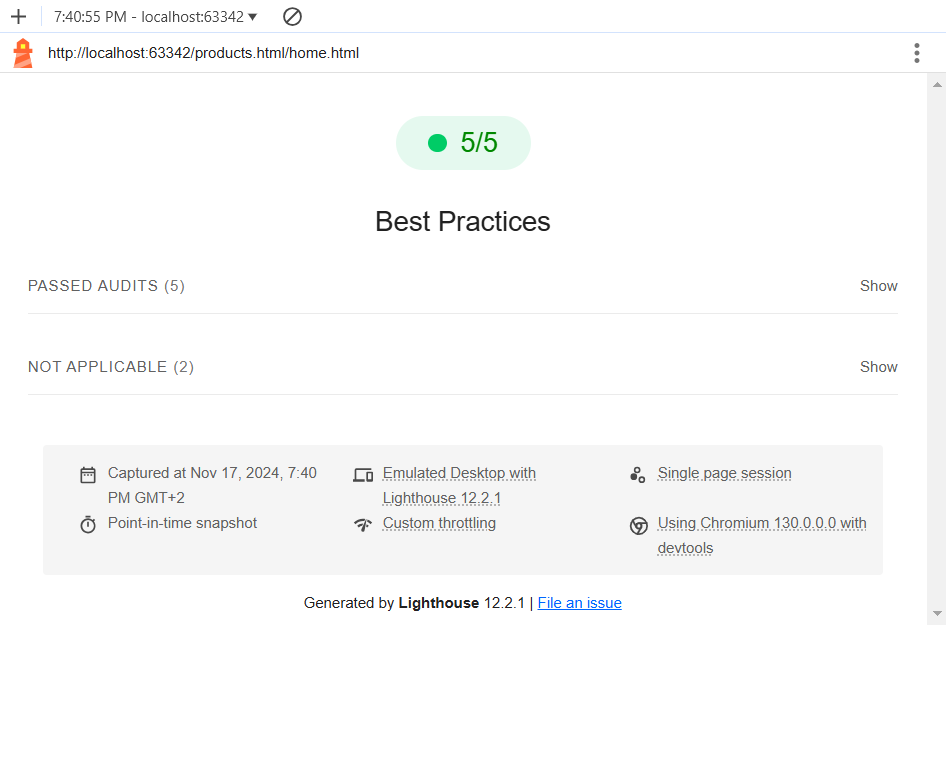 7:40:55 PM - localhost:63342
http://localhost:63342/products.html/home.html
5/5
Best Practices
PASSED AUDITS (5) Show
NOT APPLICABLE (2) Show
Captured at Nov 17, 2024, 7:40
PM GMT+2
Emulated Desktop with
Lighthouse 12.2.1
Single page session
Point-in-time snapshot
Custom throttling
Using Chromium 130.0.0.0 with
devtools
Generated by Lighthouse 12.2.1 | File an issue